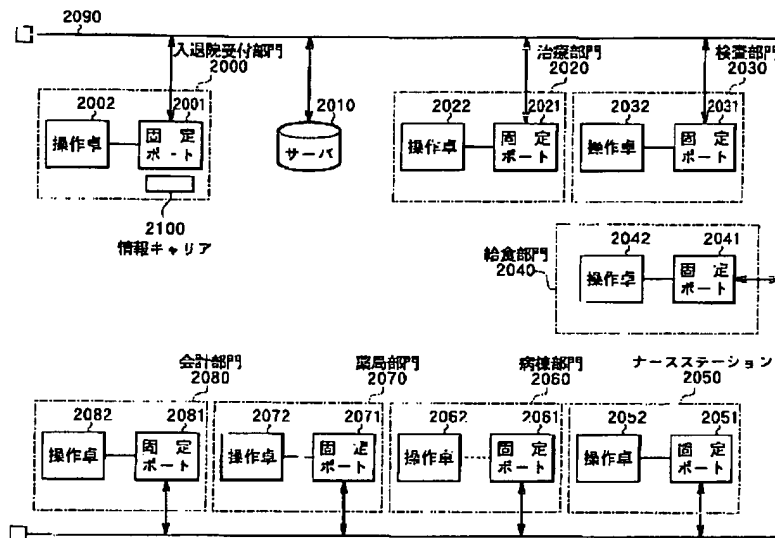 2090
入退院受付部門
2000
2002
2001
操作卓
固定
ポート
2100
情報キャリア
2010
サーバ
治療部門
2020
2022
2021
操作卓
固定
ポート
検査部門
2030
2032
2031
操作卓
固定
ポート
給食部門
2040
2042
2041
操作卓
固定
ポート
会計部門
2080
2082
2081
操作卓
固定
ポート
薬局部門
2070
2072
2071
操作卓
固定
ポート
病棟部門
2060
2062
2061
操作卓
固定
ポート
ナースステーション
2050
2052
2051
操作卓
固定
ポート